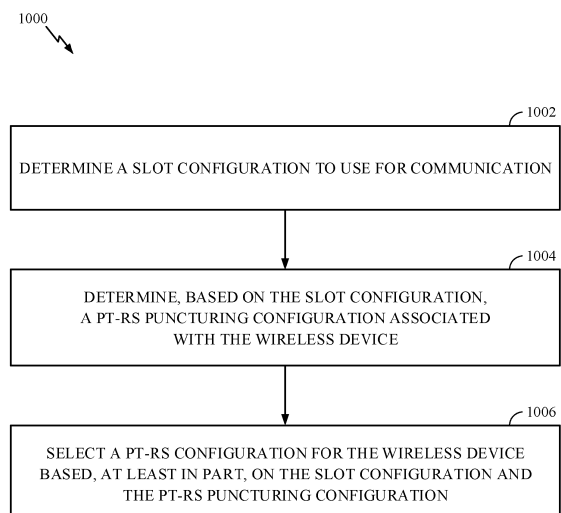 1000
1002
DETERMINE A SLOT CONFIGURATION TO USE FOR COMMUNICATION
1004
DETERMINE, BASED ON THE SLOT CONFIGURATION,
A PT-RS PUNCTURING CONFIGURATION ASSOCIATED
WITH THE WIRELESS DEVICE
1006
SELECT A PT-RS CONFIGURATION FOR THE WIRELESS DEVICE
BASED, AT LEAST IN PART, ON THE SLOT CONFIGURATION AND
THE PT-RS PUNCTURING CONFIGURATION